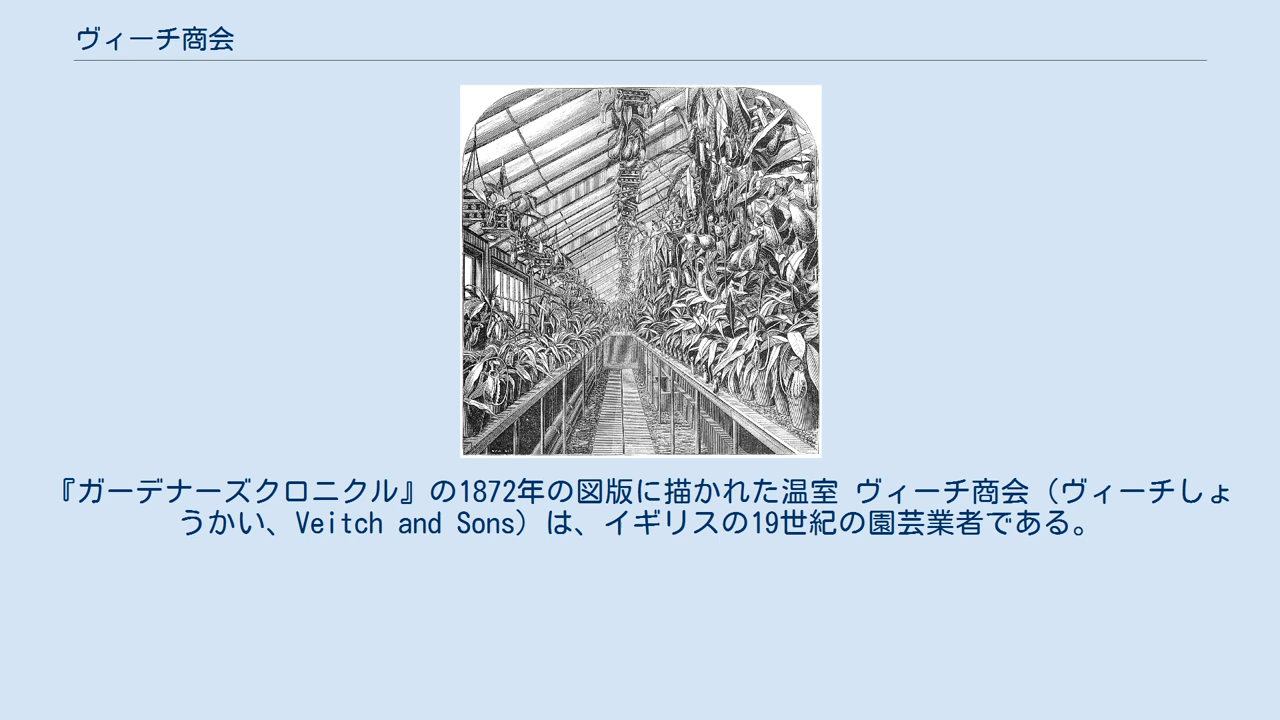 ヴィーチ商会
『ガーデナーズクロニクル』の1872年の図版に描かれた温室 ヴィーチ商会（ヴィーチしょ
うかい、Veitch and Sons）は、イギリスの19世紀の園芸業者である。